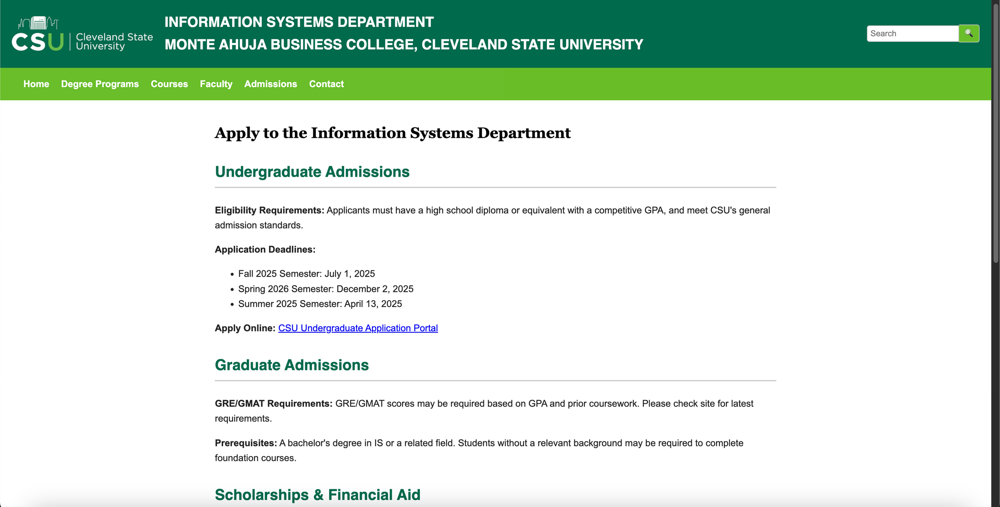 CSU | Cleveland State
University
INFORMATION SYSTEMS DEPARTMENT
MONTE AHUJA BUSINESS COLLEGE, CLEVELAND STATE UNIVERSITY
Search
Home Degree Programs Courses Faculty Admissions Contact
Apply to the Information Systems Department
Undergraduate Admissions
Eligibility Requirements: Applicants must have a high school diploma or equivalent with a competitive GPA, and meet CSU's general
admission standards.
Application Deadlines:
• Fall 2025 Semester: July 1, 2025
• Spring 2026 Semester: December 2, 2025
• Summer 2025 Semester: April 13, 2025
Apply Online: CSU Undergraduate Application Portal
Graduate Admissions
GRE/GMAT Requirements: GRE/GMAT scores may be required based on GPA and prior coursework. Please check site for latest
requirements.
Prerequisites: A bachelor's degree in IS or a related field. Students without a relevant background may be required to complete
foundation courses.
Scholarships & Financial Aid